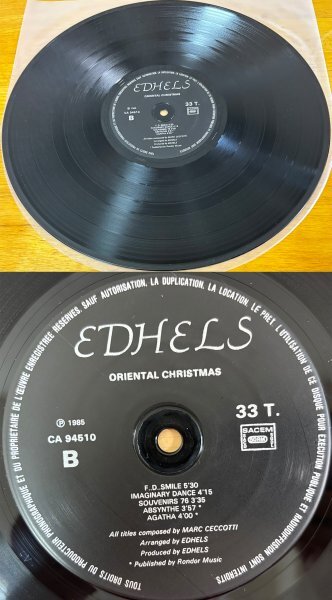 EDHELS
ORIENTAL CHRISTMAS
33 T.
B
EDHELS
ORIENTAL CHRISTMAS
℗ 1985
CA 94510
B
33 T.
SACEM
F..D..SMILE 5'30
IMAGINARY DANCE 4'15
SOUVENIRS 76 3'35
ABSYNTHE 3'57 *
AGATHA 4'00 *
All titles composed by MARC CECCOTTI
Arranged by EDHELS
Produced by EDHELS
* Published by Rondor Music
TOUS DROITS DU PRODUCTEUR PHONOGRAPHIQUE ET DU PROPRIETAIRE DE L'ŒUVRE ENREGISTREE RESERVES. SAUF AUTORISATION, LA DUPLICATION, LA LOCATION, LE PRET, L'UTILISATION DE CE DISQUE POUR EXECUTION PUBLIQUE ET RADIODIFFUSION SONT INTERDITS